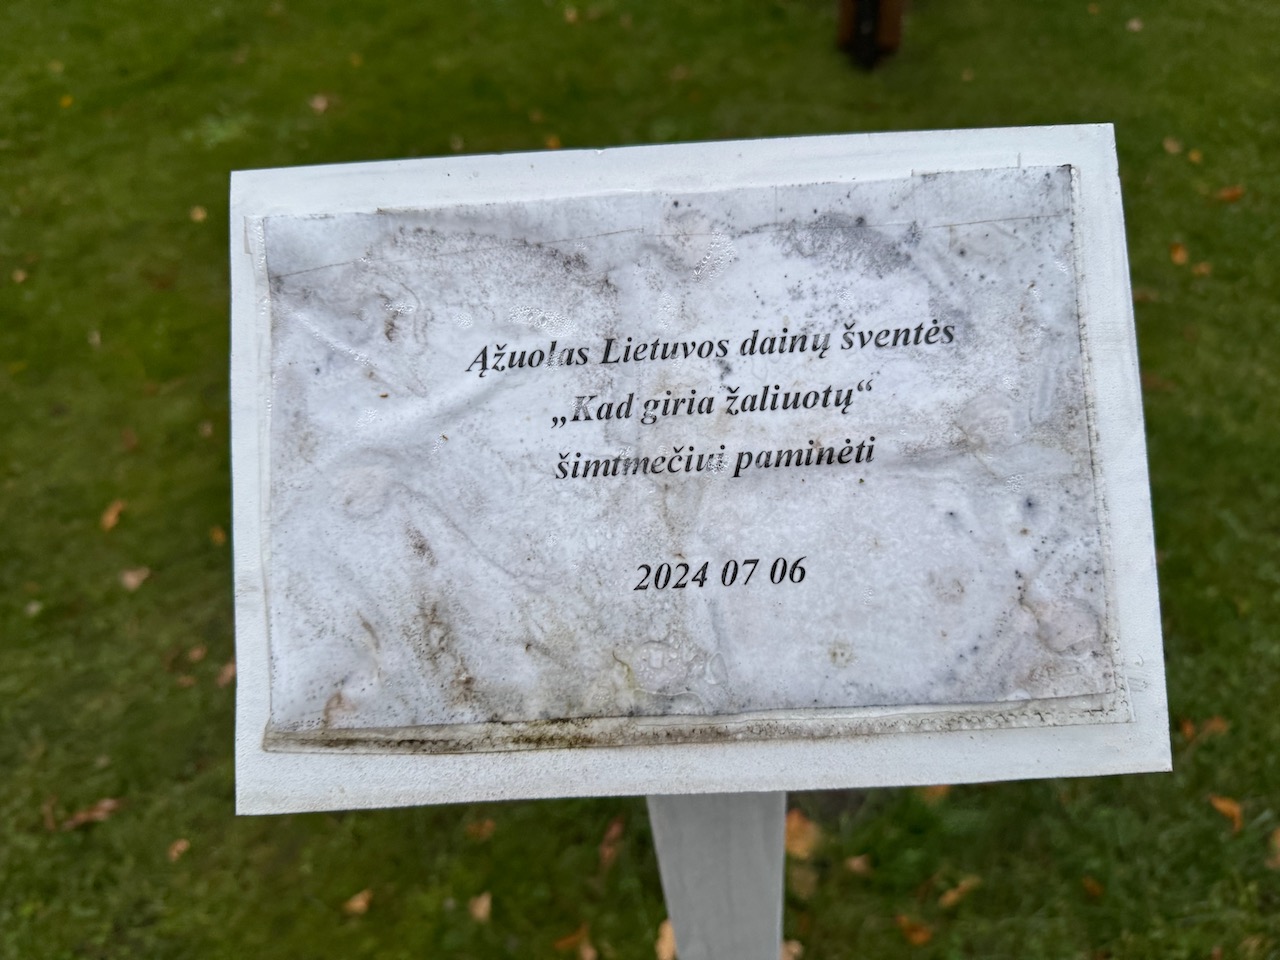 Ąžuolas Lietuvos dainų šventės
„Kad giria žaliuotų“
šimtmečiui paminėti
2024 07 06